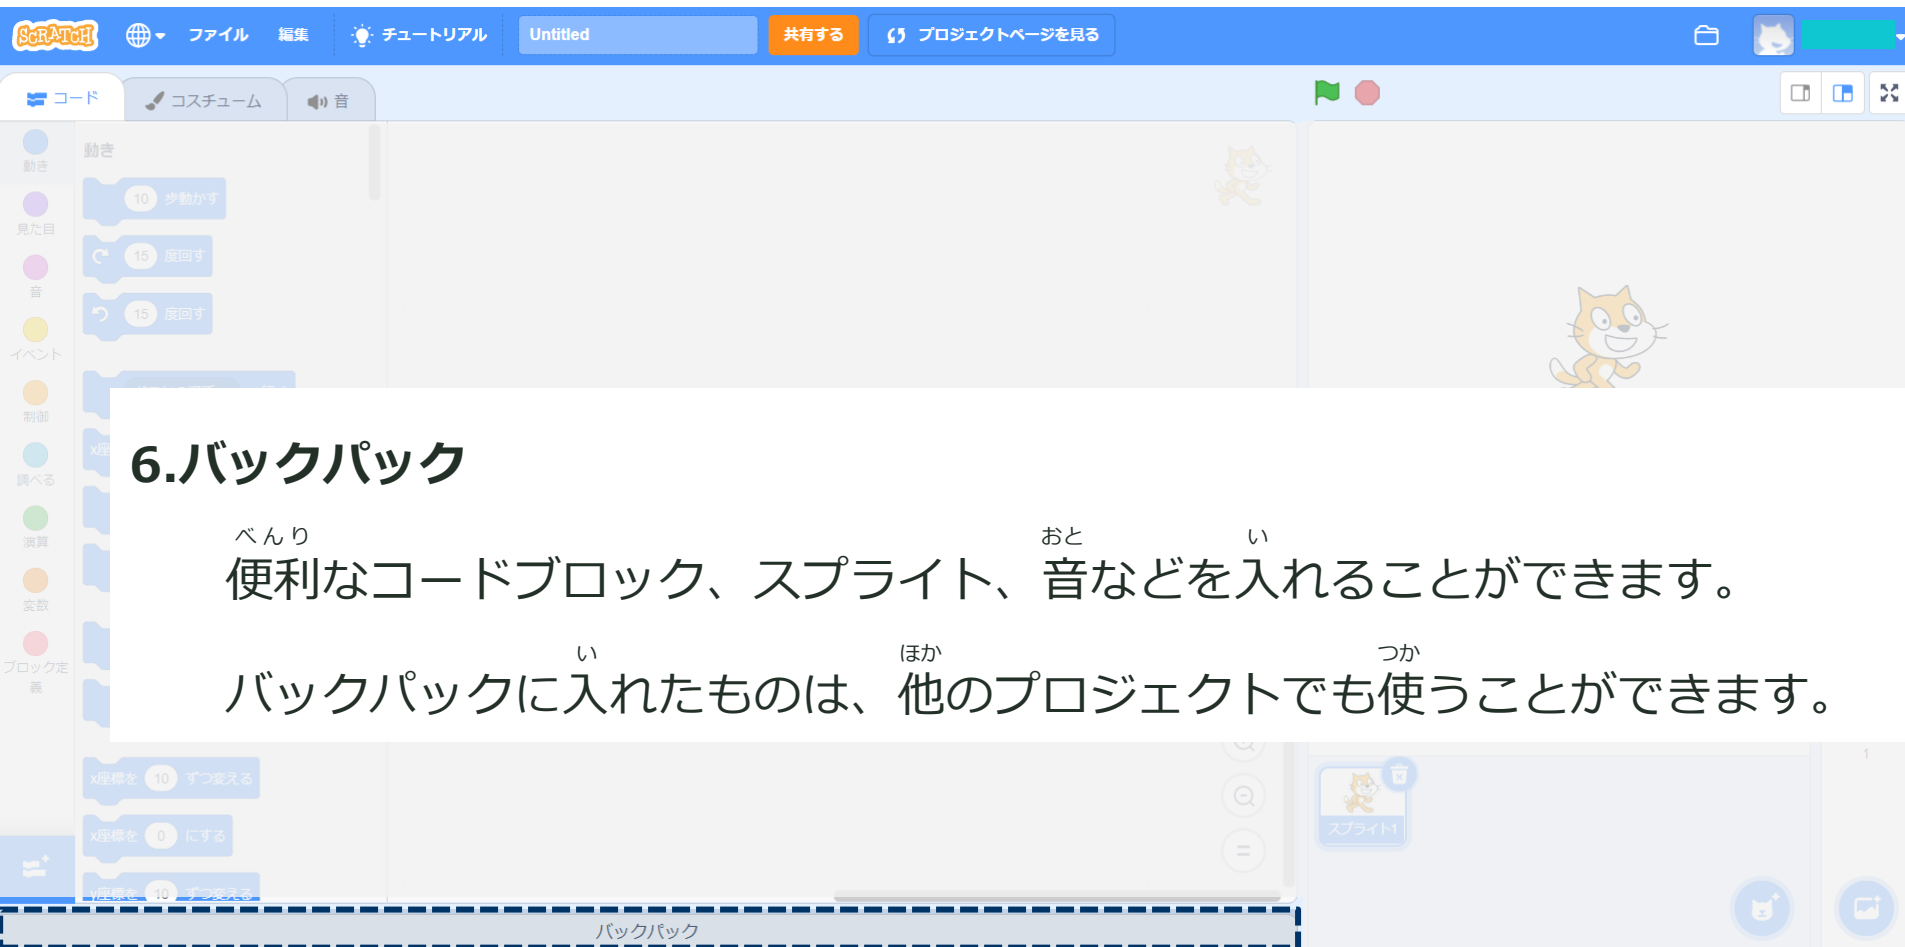 SCRATCH ファイル 編集 チュートリアル Untitled 共有する プロジェクトページを見る
コード コスチューム 音
動き
見た目
音
イベント
制御
調べる
演算
変数
ブロック定義
動き
10 歩動かす
15 度回す
15 度回す
6.バックパック
べんり おと い
便利なコードブロック、スプライト、音などを入れることができます。
い ほか つか
バックパックに入れたものは、他のプロジェクトでも使うことができます。
x座標を 10 ずつ変える
x座標を 0 にする
y座標を 10 ずつ変える
スプライト1
1
バックパック